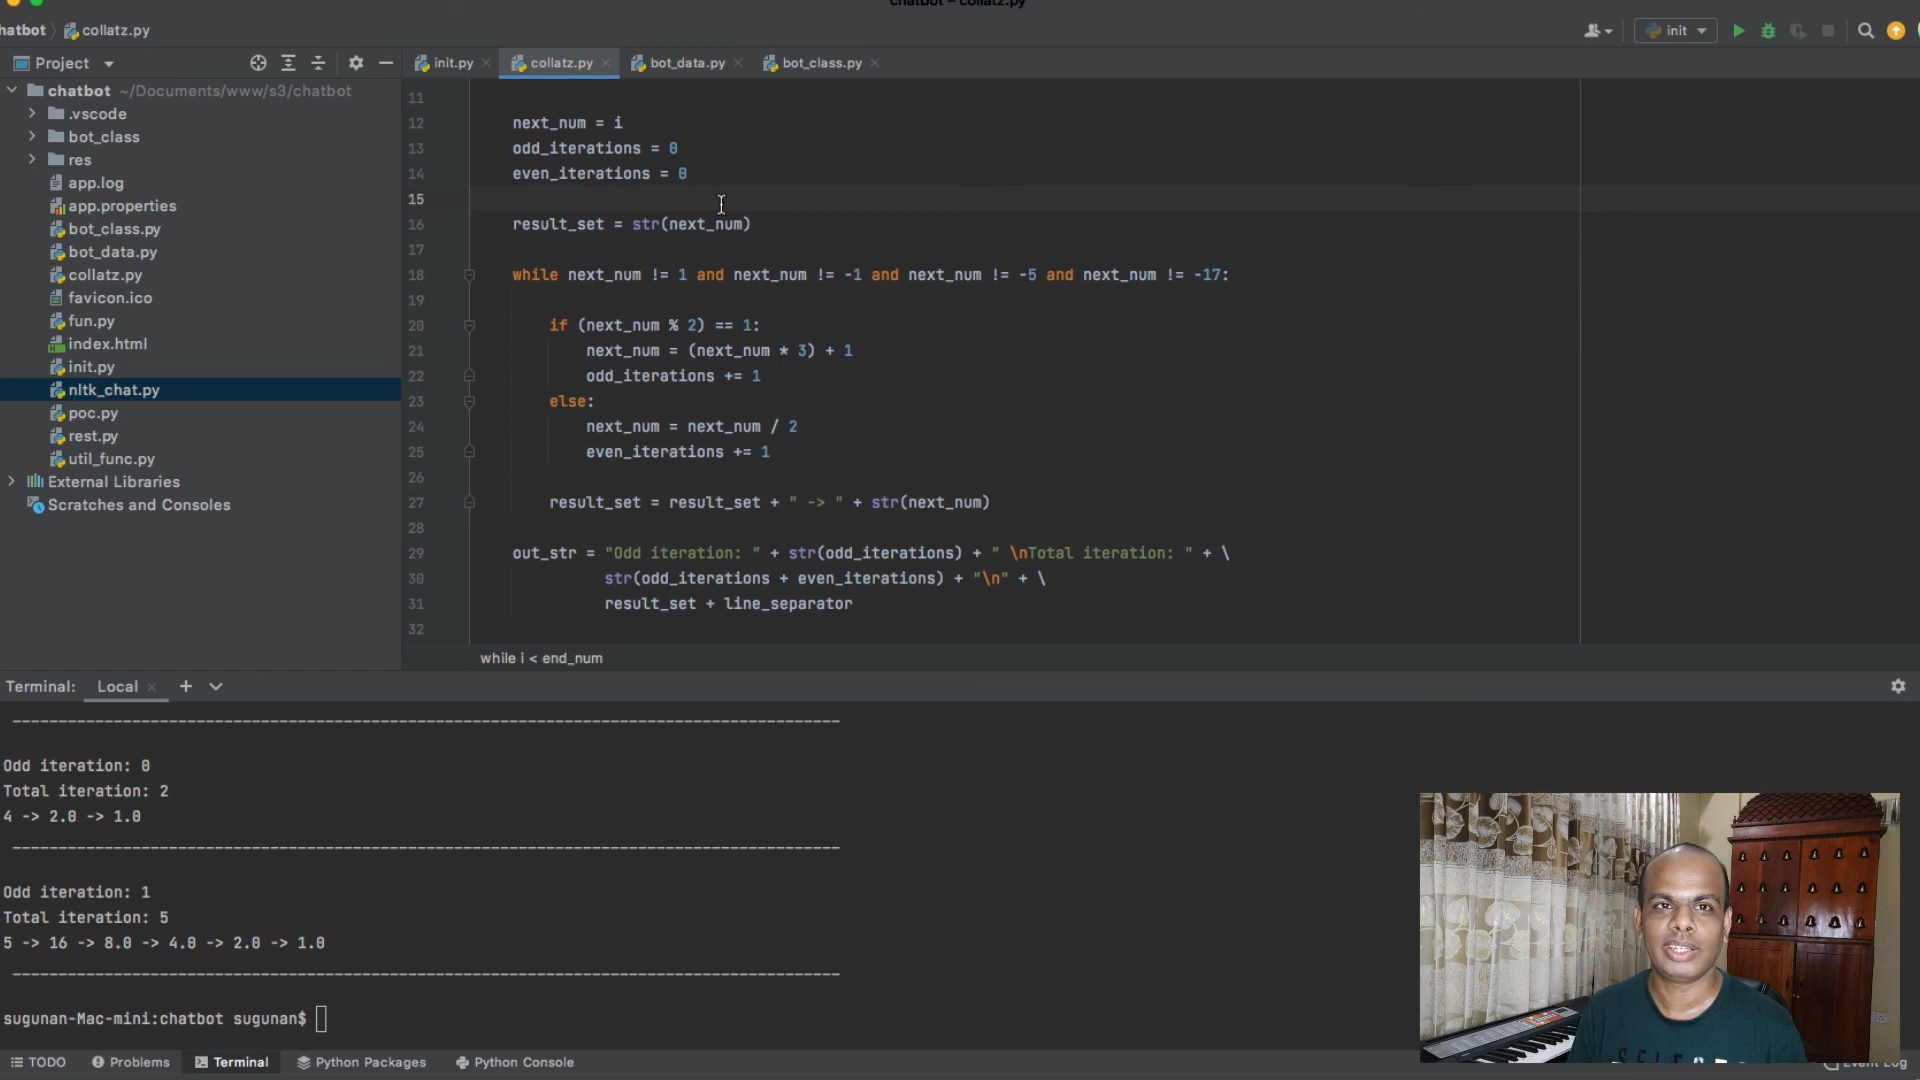 chatbot – collatz.py
hatbot
collatz.py
init
Project
init.py
collatz.py
bot_data.py
bot_class.py
chatbot ~/Documents/www/s3/chatbot
.vscode
bot_class
res
app.log
app.properties
bot_class.py
bot_data.py
collatz.py
favicon.ico
fun.py
index.html
init.py
nltk_chat.py
poc.py
rest.py
util_func.py
External Libraries
Scratches and Consoles
11
12 next_num = i
13 odd_iterations = 0
14 even_iterations = 0
15
16 result_set = str(next_num)
17
18 while next_num != 1 and next_num != -1 and next_num != -5 and next_num != -17:
19
20 if (next_num % 2) == 1:
21 next_num = (next_num * 3) + 1
22 odd_iterations += 1
23 else:
24 next_num = next_num / 2
25 even_iterations += 1
26
27 result_set = result_set + " -> " + str(next_num)
28
29 out_str = "Odd iteration: " + str(odd_iterations) + " \nTotal iteration: " + \
30 str(odd_iterations + even_iterations) + "\n" + \
31 result_set + line_separator
32
while i < end_num
Terminal: Local
--------------------------------------------------------------------------------------------
Odd iteration: 0
Total iteration: 2
4 -> 2.0 -> 1.0
--------------------------------------------------------------------------------------------
Odd iteration: 1
Total iteration: 5
5 -> 16 -> 8.0 -> 4.0 -> 2.0 -> 1.0
--------------------------------------------------------------------------------------------
sugunan-Mac-mini:chatbot sugunan$
TODO
Problems
Terminal
Python Packages
Python Console
Event Log